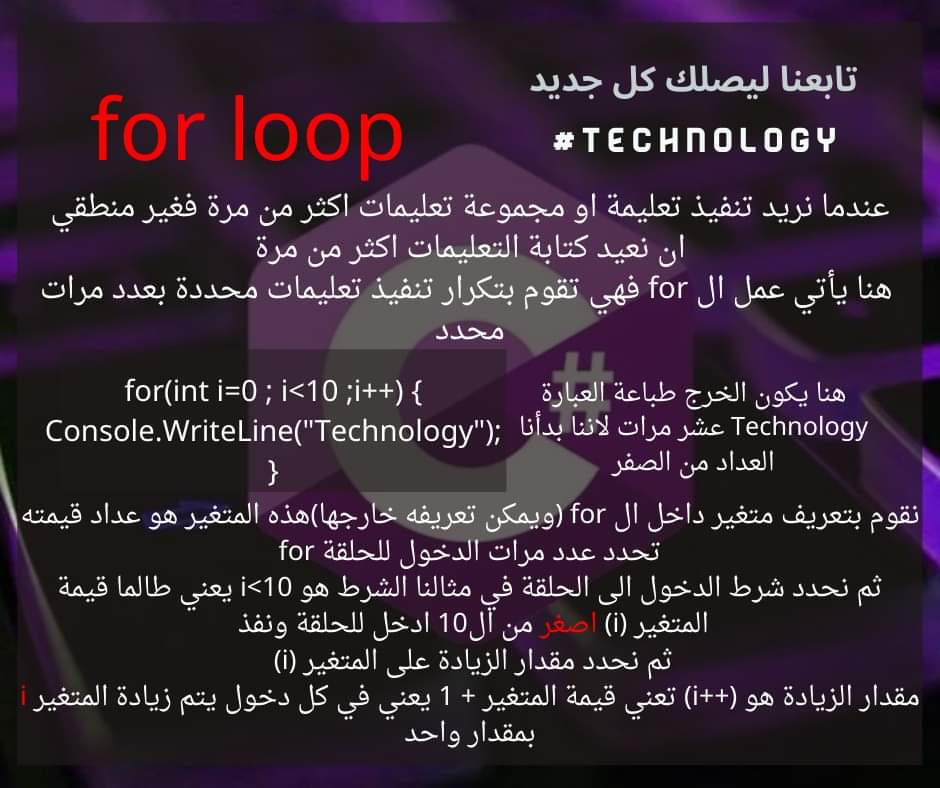 تابعنا ليصلك كل جديد
#TECHNOLOGY
for loop
عندما نريد تنفيذ تعليمة او مجموعة تعليمات اكثر من مرة فغير منطقي
ان نعيد كتابة التعليمات اكثر من مرة
هنا يأتي عمل ال for فهي تقوم بتكرار تنفيذ تعليمات محددة بعدد مرات
محدد
for(int i=0 ; i<10 ;i++) {
Console.WriteLine("Technology");
}
هنا يكون الخرج طباعة العبارة
Technology عشر مرات لاننا بدأنا
العداد من الصفر
C#
نقوم بتعريف متغير داخل ال for (ويمكن تعريفه خارجها)هذه المتغير هو عداد قيمته
تحدد عدد مرات الدخول للحلقة for
ثم نحدد شرط الدخول الى الحلقة في مثالنا الشرط هو i<10 يعني طالما قيمة
المتغير (i) اصغر من ال10 ادخل للحلقة ونفذ
ثم نحدد مقدار الزيادة على المتغير (i)
مقدار الزيادة هو (i++) تعني قيمة المتغير + 1 يعني في كل دخول يتم زيادة المتغير i
بمقدار واحد